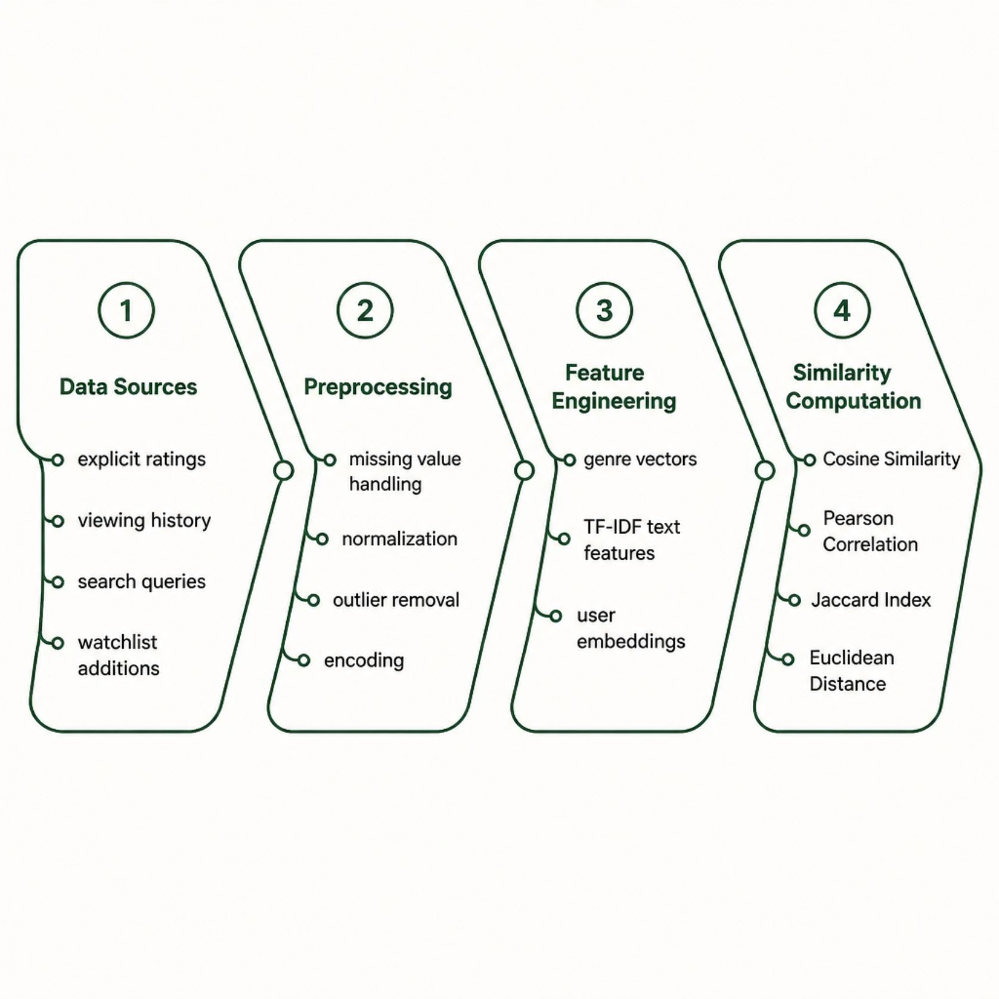 1
Data Sources
explicit ratings
viewing history
search queries
watchlist
additions
2
Preprocessing
missing value
handling
normalization
outlier removal
encoding
3
Feature
Engineering
genre vectors
TF-IDF text
features
user
embeddings
4
Similarity
Computation
Cosine Similarity
Pearson
Correlation
Jaccard Index
Euclidean
Distance